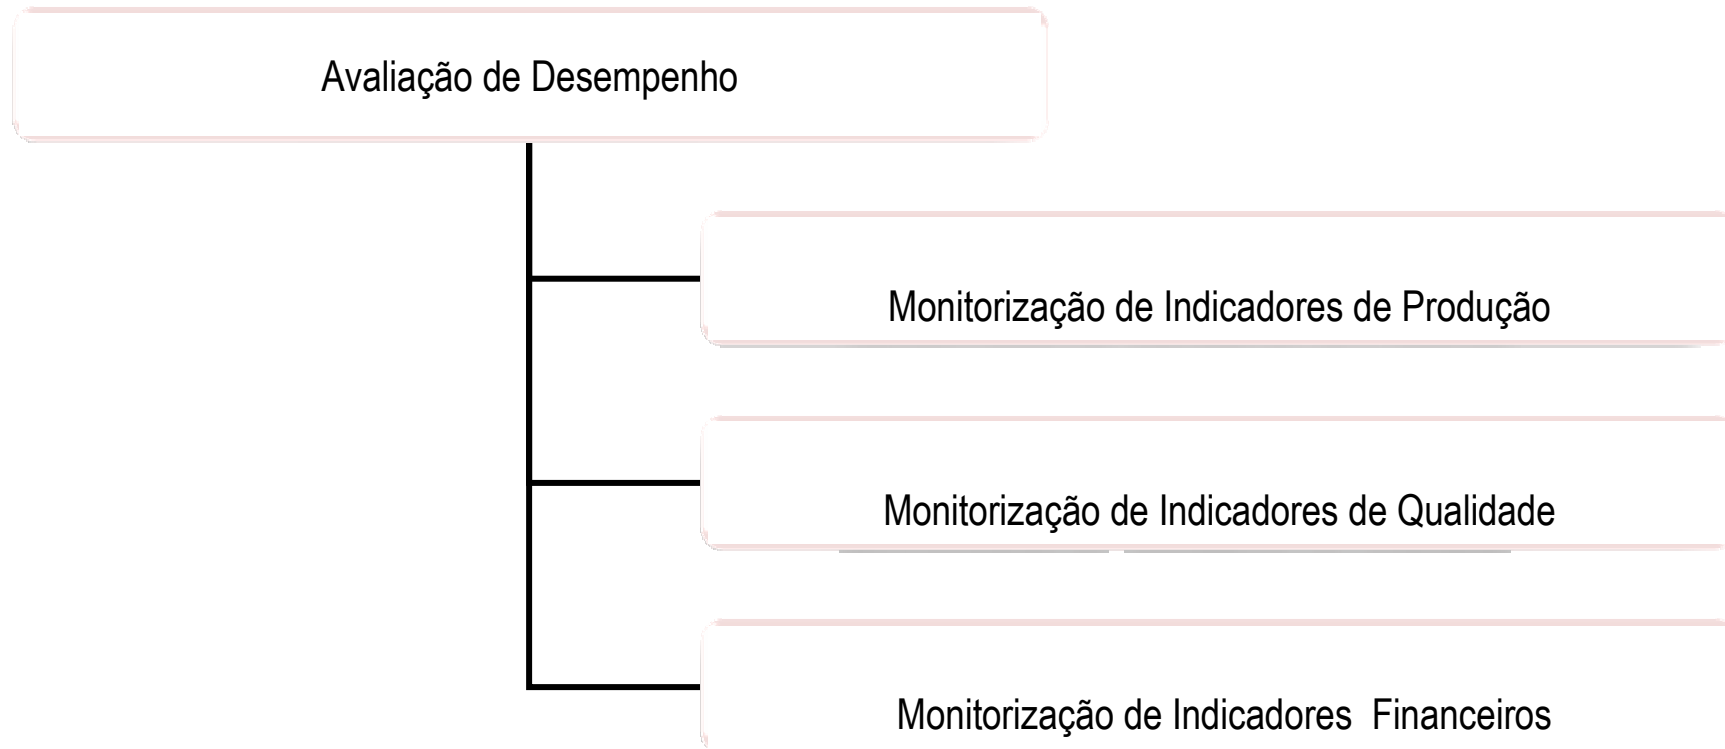 Avaliação de Desempenho
Monitorização de Indicadores de Produção
Monitorização de Indicadores de Qualidade
Monitorização de Indicadores  Financeiros